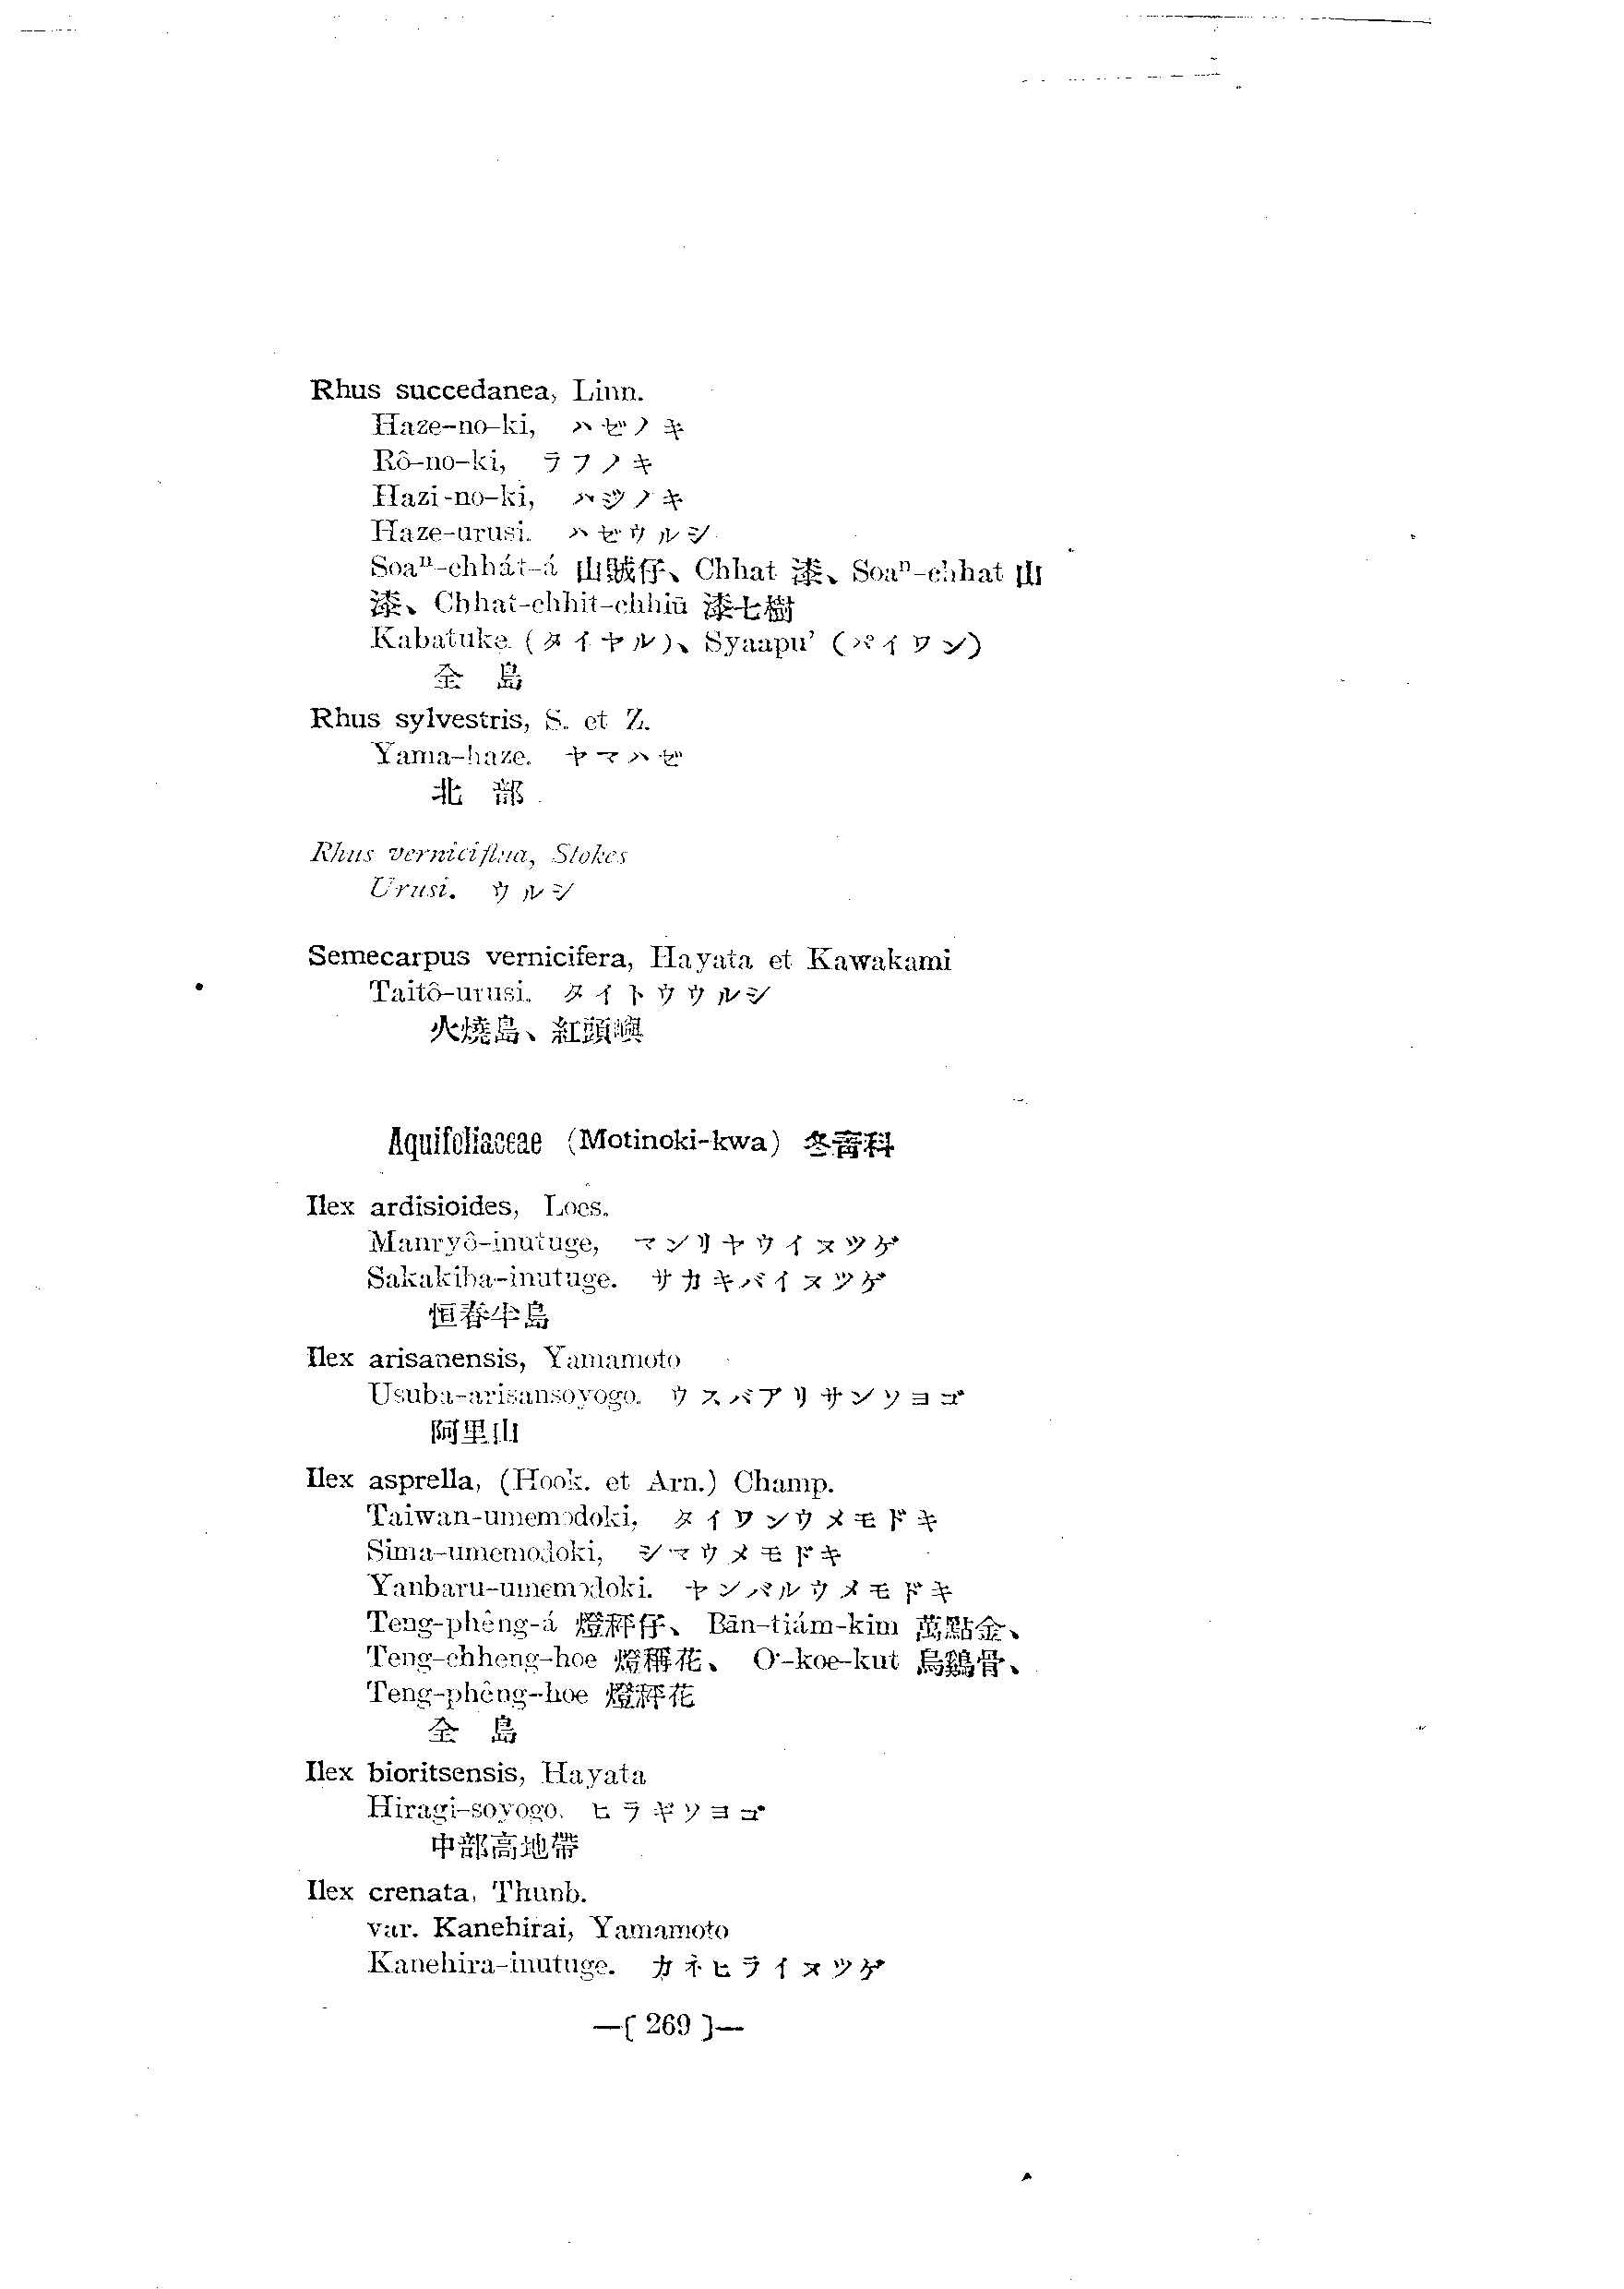 Rhus succedanea, Linn.
Haze-no-ki, ハゼノキ
Rô-no-ki, ラフノキ
Hazi-no-ki, ハジノキ
Haze-urusi. ハゼウルシ
Soaⁿ-chhát-á 山賊仔、Chhat 漆、Soaⁿ-chhat 山
漆、Chhat-chhit-chhiū 漆七樹
Kabatuke (タイヤル)、Syaapu' (パイワン)
全 島
Rhus sylvestris, S. et Z.
Yama-haze. ヤマハゼ
北 部
Rhus verniciflua, Stokes
Urusi. ウルシ
Semecarpus vernicifera, Hayata et Kawakami
Taitô-urusi. タイトウウルシ
火燒島、紅頭嶼
Aquifoliaceae (Motinoki-kwa) 冬靑科
Ilex ardisioides, Loes.
Manryô-inutuge, マンリヤウイヌツゲ
Sakakiba-inutuge. サカキバイヌツゲ
恒春半島
Ilex arisanensis, Yamamoto
Usuba-arisansoyogo. ウスバアリサンソヨゴ
阿里山
Ilex asprella, (Hook. et Arn.) Champ.
Taiwan-umemodoki, タイワンウメモドキ
Sima-umemodoki, シマウメモドキ
Yanbaru-umemodoki. ヤンバルウメモドキ
Teng-phêng-á 燈秤仔、 Bān-tiám-kim 萬點金、
Teng-chheng-hoe 燈稱花、 O͘-koe-kut 烏鷄骨、
Teng-phêng-hoe 燈秤花
全 島
Ilex bioritsensis, Hayata
Hiragi-soyogo. ヒラギソヨゴ
中部高地帶
Ilex crenata, Thunb.
var. Kanehirai, Yamamoto
Kanehira-inutuge. カネヒライヌツゲ
—( 269 )—